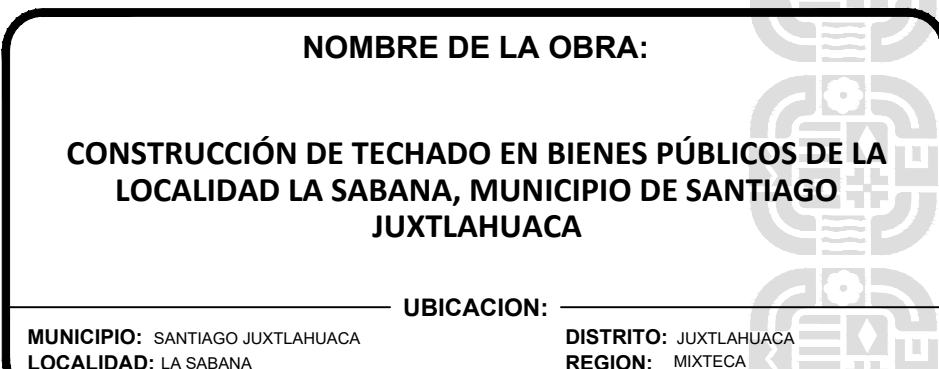 NOMBRE DE LA OBRA:
CONSTRUCCIÓN DE TECHADO EN BIENES PÚBLICOS DE LA
LOCALIDAD LA SABANA, MUNICIPIO DE SANTIAGO
JUXTLAHUACA
UBICACION:
MUNICIPIO: SANTIAGO JUXTLAHUACA DISTRITO: JUXTLAHUACA
LOCALIDAD: LA SABANA REGION: MIXTECA